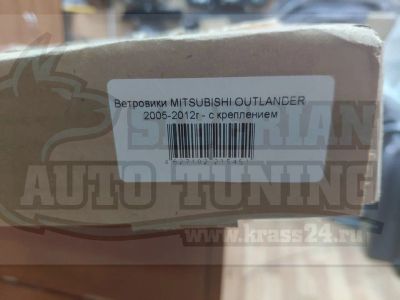 Ветровики MITSUBISHI OUTLANDER
2005-2012г - с креплением
SIBERIAN
AUTO TUNING
www.krass24.ru